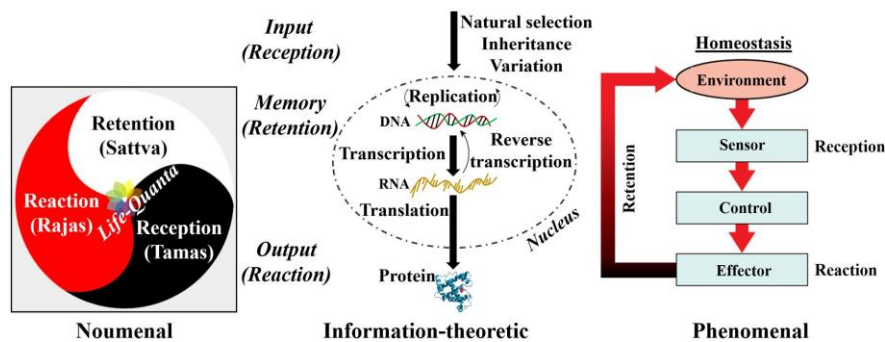 Retention
(Sattva)
Reaction
(Rajas)
Life-Quanta
Reception
(Tamas)
Noumenal
Input
(Reception)
Natural selection
Inheritance
Variation
Memory
(Retention)
Replication
DNA
Transcription
Reverse
transcription
RNA
Translation
Nucleus
Output
(Reaction)
Protein
Information-theoretic
Homeostasis
Environment
Sensor
Reception
Retention
Control
Effector
Reaction
Phenomenal